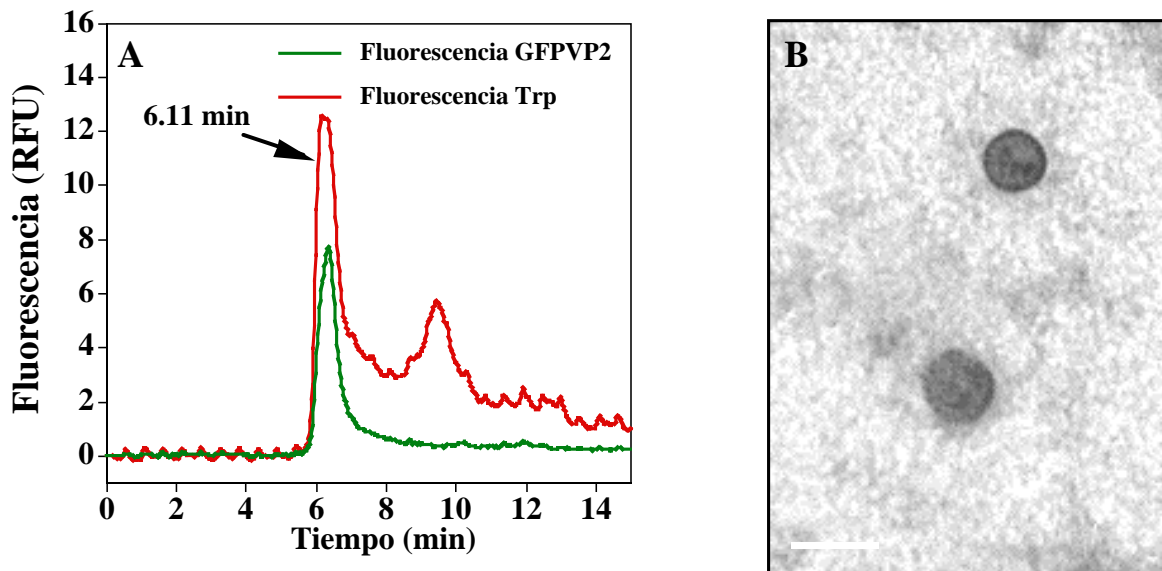 A
Fluorescencia GFPVP2
Fluorescencia Trp
6.11 min
Fluorescencia (RFU)
16
14
12
10
8
6
4
2
0
0 2 4 6 8 10 12 14
Tiempo (min)
B